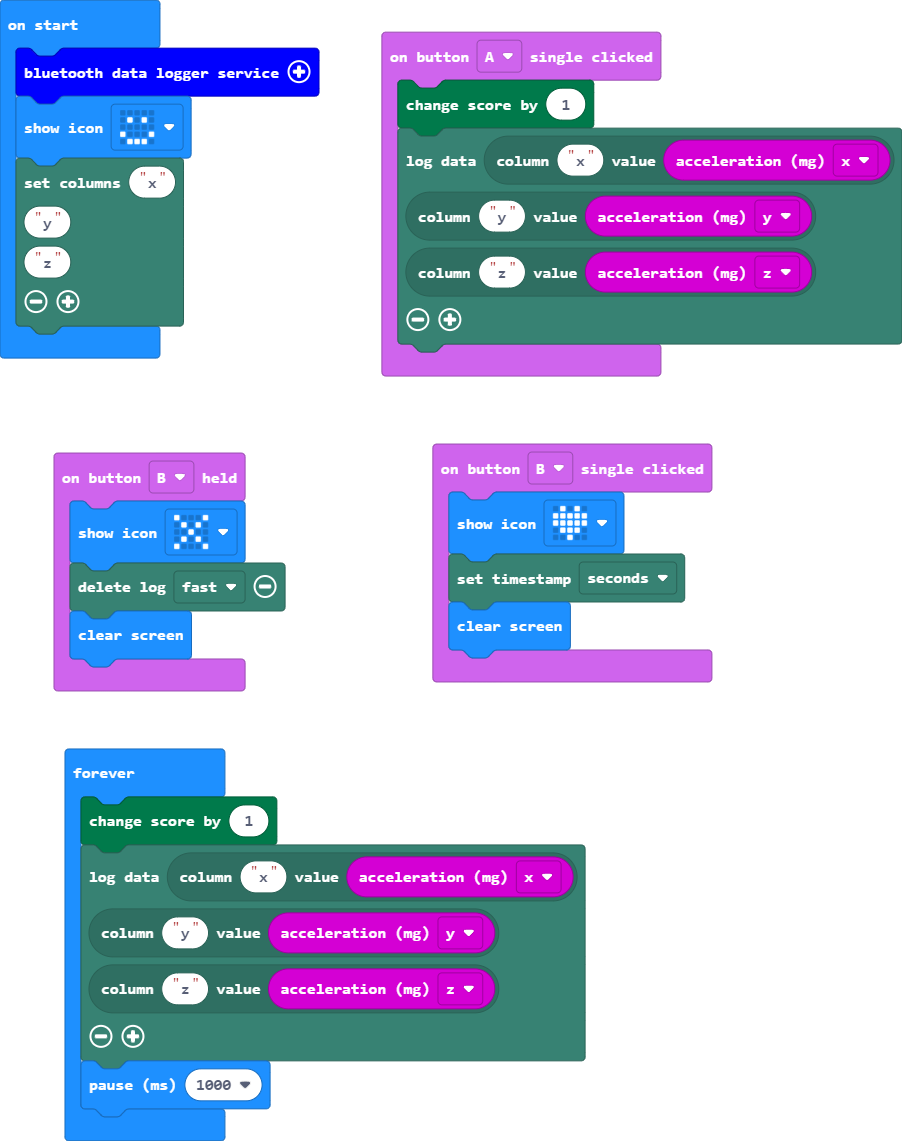 on start
bluetooth data logger service
show icon
set columns "x"
"y"
"z"
on button A single clicked
change score by 1
log data column "x" value acceleration (mg) x
column "y" value acceleration (mg) y
column "z" value acceleration (mg) z
on button B held
show icon
delete log fast
clear screen
on button B single clicked
show icon
set timestamp seconds
clear screen
forever
change score by 1
log data column "x" value acceleration (mg) x
column "y" value acceleration (mg) y
column "z" value acceleration (mg) z
pause (ms) 1000